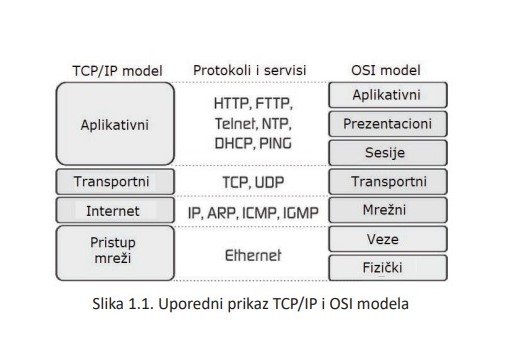 TCP/IP model
Protokoli i servisi
OSI model
Aplikativni
HTTP, FTTP,
Telnet, NTP,
DHCP, PING
Aplikativni
Prezentacioni
Sesije
Transportni
TCP, UDP
Transportni
Internet
IP, ARP, ICMP, IGMP
Mrežni
Pristup
mreži
Ethernet
Veze
Fizički
Slika 1.1. Uporedni prikaz TCP/IP i OSI modela